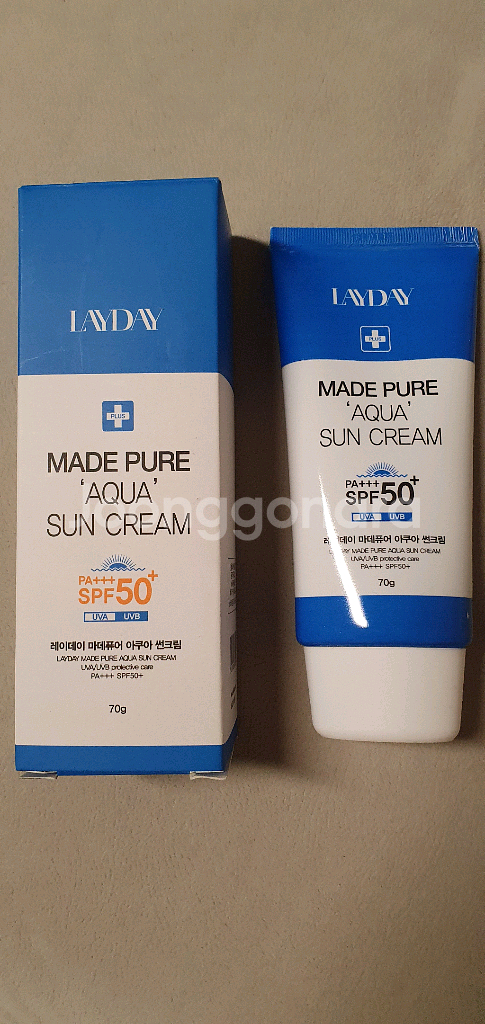 LAYDAY
PLUS
MADE PURE
'AQUA'
SUN CREAM
PA+++
SPF50+
UVA UVB
레이데이 마데퓨어 아쿠아 썬크림
LAYDAY MADE PURE AQUA SUN CREAM
UVA/UVB protective care
PA+++ SPF50+
70g
LAYDAY
PLUS
MADE PURE
'AQUA'
SUN CREAM
PA+++
SPF50+
UVA UVB
레이데이 마데퓨어 아쿠아 썬크림
LAYDAY MADE PURE AQUA SUN CREAM
UVA/UVB protective care
PA+++ SPF50+
70g